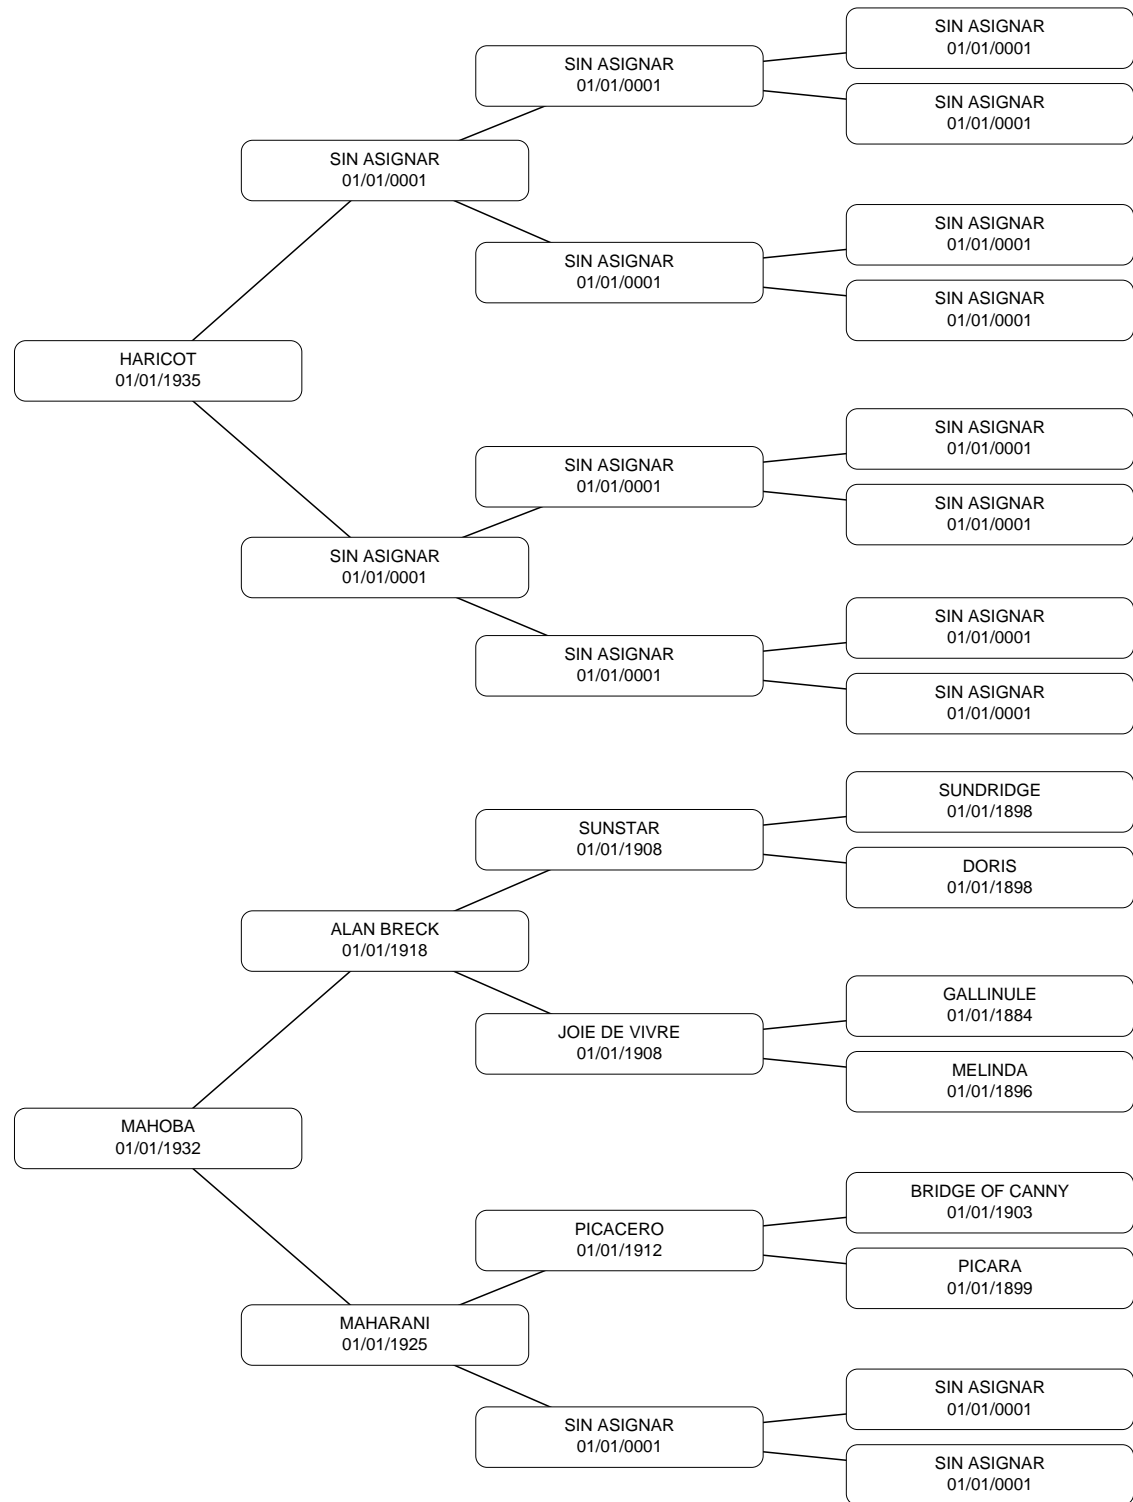 SIN ASIGNAR
01/01/0001
SIN ASIGNAR
01/01/0001
SIN ASIGNAR
01/01/0001
SIN ASIGNAR
01/01/0001
SIN ASIGNAR
01/01/0001
SIN ASIGNAR
01/01/0001
SIN ASIGNAR
01/01/0001
HARICOT
01/01/1935
SIN ASIGNAR
01/01/0001
SIN ASIGNAR
01/01/0001
SIN ASIGNAR
01/01/0001
SIN ASIGNAR
01/01/0001
SIN ASIGNAR
01/01/0001
SIN ASIGNAR
01/01/0001
SIN ASIGNAR
01/01/0001
SUNDRIDGE
01/01/1898
SUNSTAR
01/01/1908
DORIS
01/01/1898
ALAN BRECK
01/01/1918
GALLINULE
01/01/1884
JOIE DE VIVRE
01/01/1908
MELINDA
01/01/1896
MAHOBA
01/01/1932
BRIDGE OF CANNY
01/01/1903
PICACERO
01/01/1912
PICARA
01/01/1899
MAHARANI
01/01/1925
SIN ASIGNAR
01/01/0001
SIN ASIGNAR
01/01/0001
SIN ASIGNAR
01/01/0001